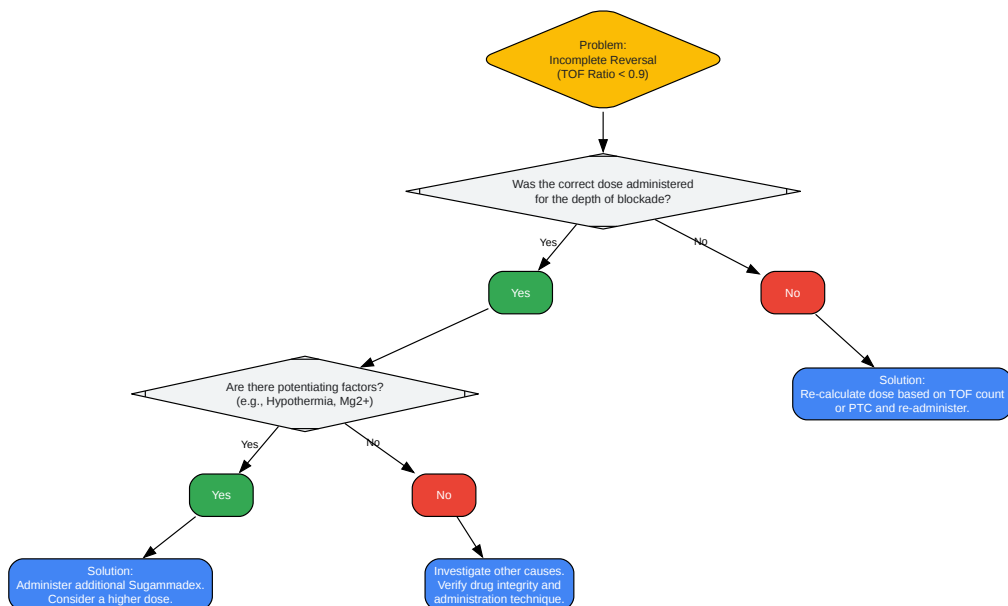 Problem:
Incomplete Reversal
(TOF Ratio < 0.9)
Was the correct dose administered
for the depth of blockade?
Yes
No
Yes
No
Are there potentiating factors?
(e.g., Hypothermia, Mg2+)
Solution:
Re-calculate dose based on TOF count
or PTC and re-administer.
Yes
No
Yes
No
Solution:
Administer additional Sugammadex.
Consider a higher dose.
Investigate other causes.
Verify drug integrity and
administration technique.